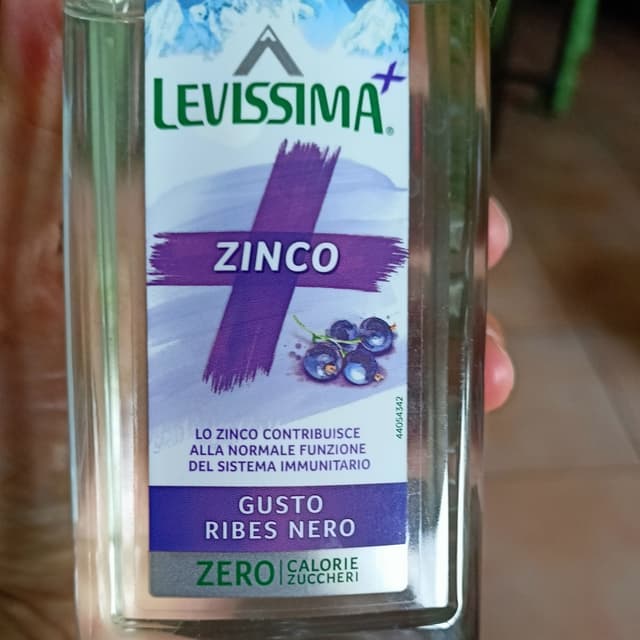 LEVISSIMA+®
ZINCO
44054342
LO ZINCO CONTRIBUISCE
ALLA NORMALE FUNZIONE
DEL SISTEMA IMMUNITARIO
GUSTO
RIBES NERO
ZERO
CALORIE
ZUCCHERI